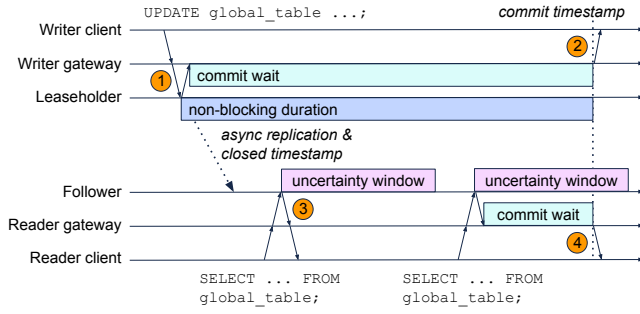 UPDATE global_table ...;
commit timestamp
Writer client
Writer gateway
1
2
commit wait
Leaseholder
non-blocking duration
async replication &
closed timestamp
uncertainty window
uncertainty window
Follower
3
Reader gateway
commit wait
4
Reader client
SELECT ... FROM
global_table;
SELECT ... FROM
global_table;